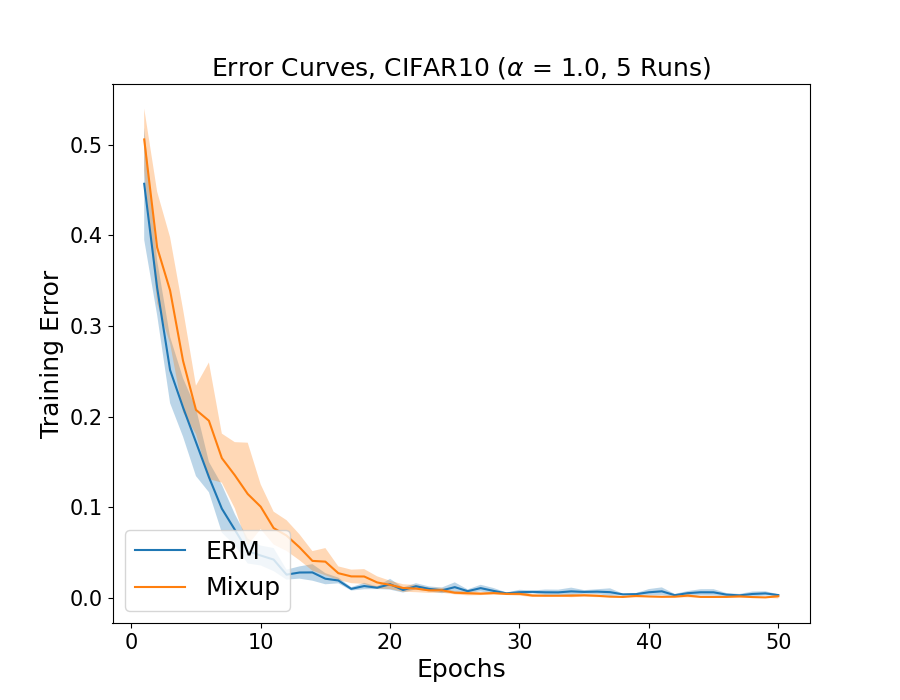 Error Curves, CIFAR10 (α = 1.0, 5 Runs)
Training Error
0.5
0.4
0.3
0.2
0.1
0.0
ERM
Mixup
0 10 20 30 40 50
Epochs